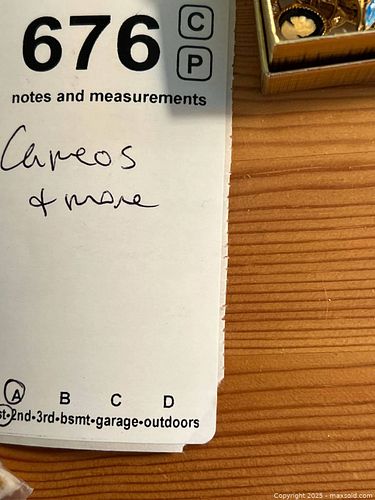 676
C
P
notes and measurements
Cameos
& more
A B C D
st•2nd•3rd•bsmt•garage•outdoors
Copyright 2025 - maxsold.com